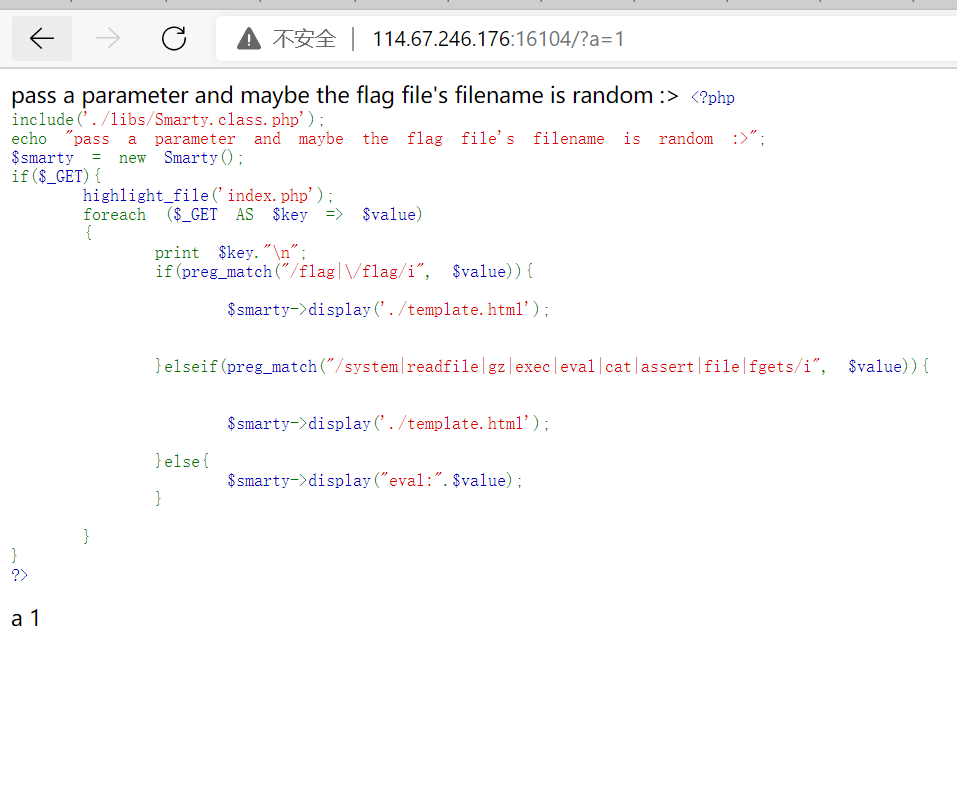 不安全 | 114.67.246.176:16104/?a=1
pass a parameter and maybe the flag file's filename is random :> <?php
include('./libs/Smarty.class.php');
echo "pass a parameter and maybe the flag file's filename is random :>";
$smarty = new Smarty();
if($_GET){
highlight_file('index.php');
foreach ($_GET AS $key => $value)
{
print $key."\n";
if(preg_match("/flag|\/flag/i", $value)){
$smarty->display('./template.html');
}elseif(preg_match("/system|readfile|gz|exec|eval|cat|assert|file|fgets/i", $value)){
$smarty->display('./template.html');
}else{
$smarty->display("eval:".$value);
}
}
}
?>
a 1